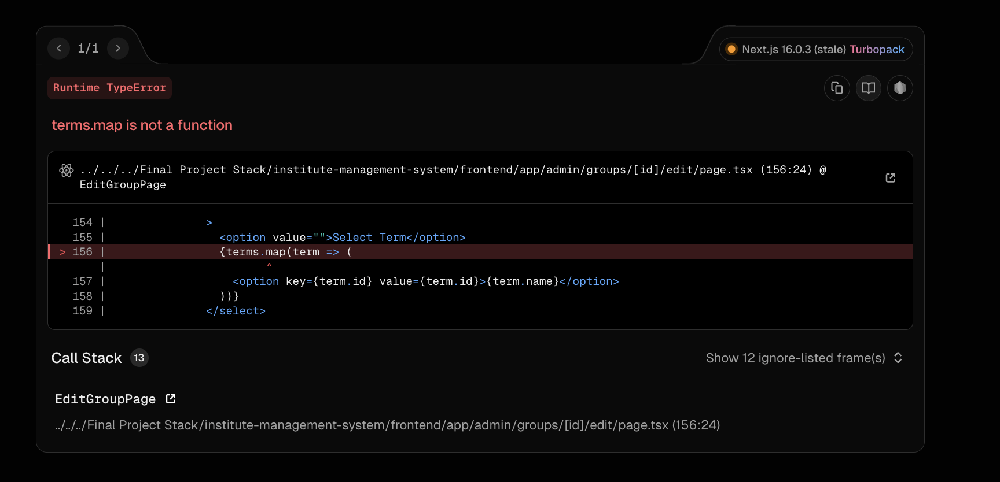 1/1
Next.js 16.0.3 (stale) Turbopack
Runtime TypeError
terms.map is not a function
../../../Final Project Stack/institute-management-system/frontend/app/admin/groups/[id]/edit/page.tsx (156:24) @
EditGroupPage
154 | >
155 | <option value="">Select Term</option>
> 156 | {terms.map(term => (
| ^
157 | <option key={term.id} value={term.id}>{term.name}</option>
158 | ))}
159 | </select>
Call Stack 13
Show 12 ignore-listed frame(s)
EditGroupPage
../../../Final Project Stack/institute-management-system/frontend/app/admin/groups/[id]/edit/page.tsx (156:24)